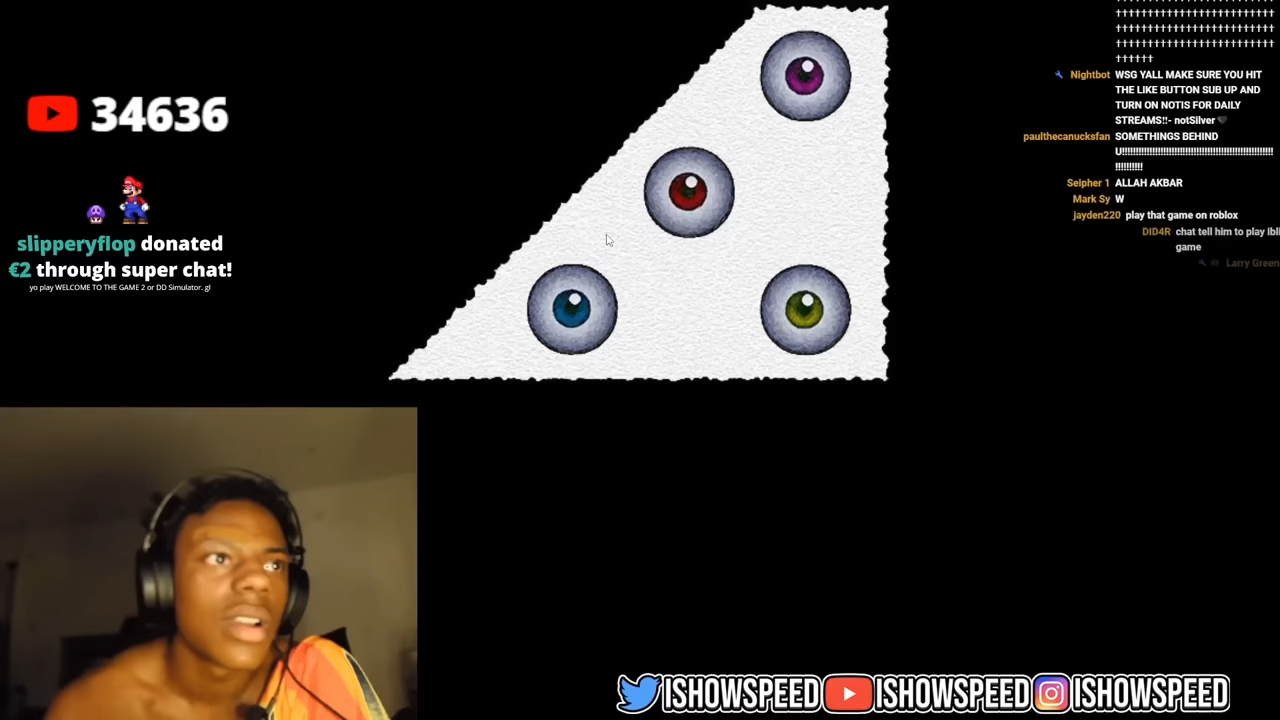 34636
slipperyflop donated
€2 through super chat!
yo play WELCOME TO THE GAME 2 or DD Simulator. gl
††††††††††††††††††††††††
††††††††††††††††††††††††
††††††††††††††††††††††††
††††††
Nightbot WSG YALL MAKE SURE YOU HIT
THE LIKE BUTTON SUB UP AND
TURN ON NOTIS FOR DAILY
STREAMS!!- notSilver 🖤
paulthecanucksfan SOMETHINGS BEHIND
U!!!!!!!!!!!!!!!!!!!!!!!!!!!!!!!!!!!!!!!!!!!!!!!!!!
!!!!!!!!!!
Seipher 1 ALLAH AKBAR
Mark Sy W
jayden220 play that game on roblox
DID4R chat tell him to play ibli
game
Larry Green
ISHOWSPEED ISHOWSPEED ISHOWSPEED